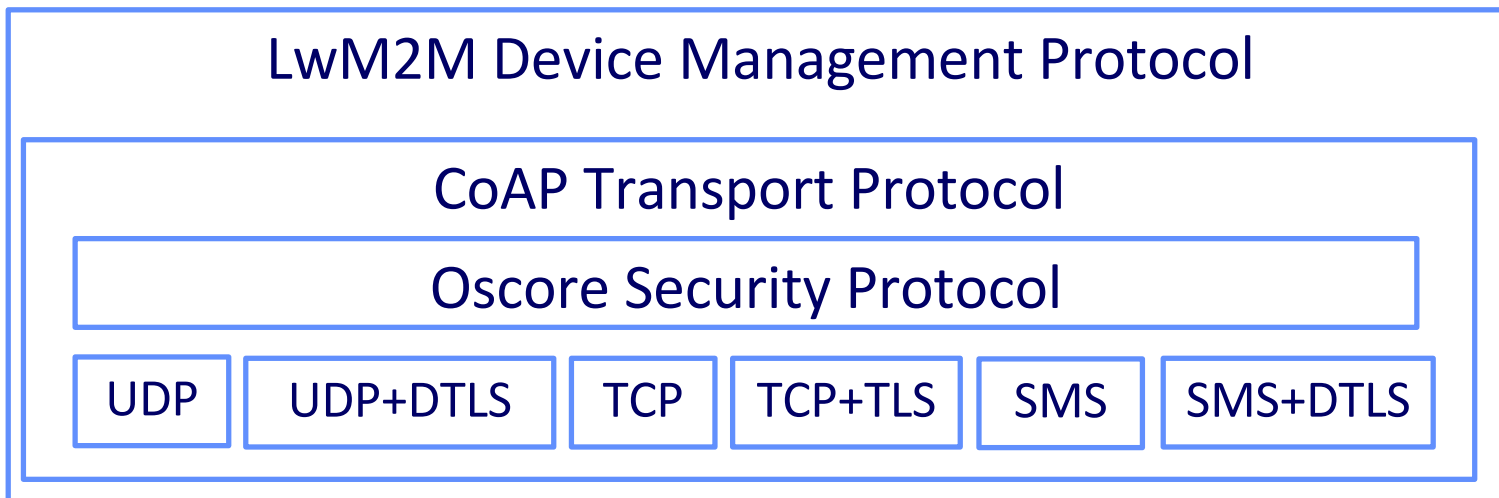 LwM2M Device Management Protocol
CoAP Transport Protocol
Oscore Security Protocol
UDP UDP+DTLS TCP TCP+TLS SMS SMS+DTLS